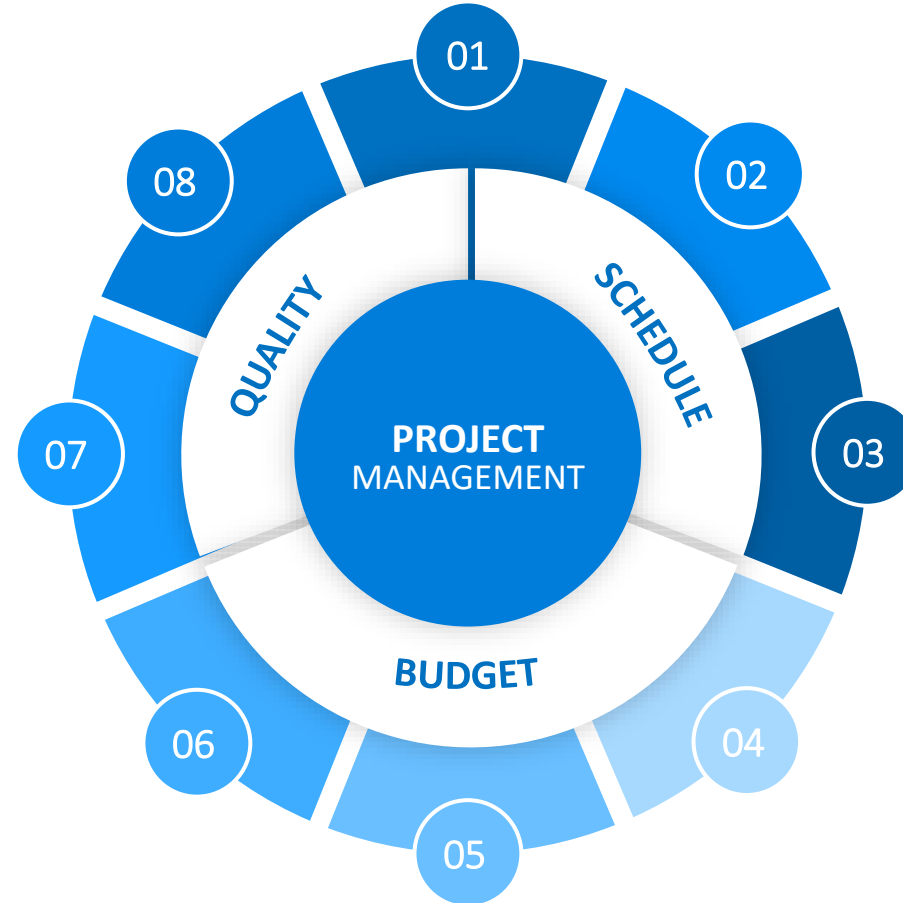 01
02
03
04
05
06
07
08
QUALITY
SCHEDULE
BUDGET
PROJECT
MANAGEMENT